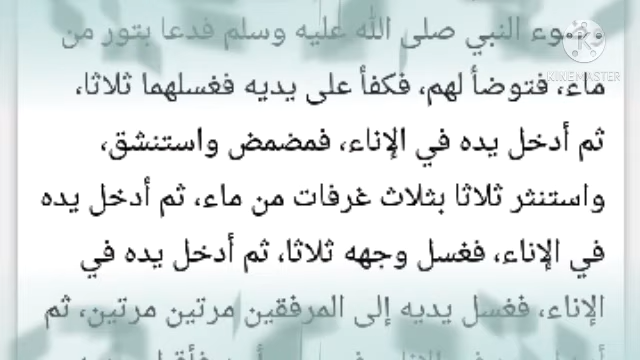 وضوء النبي صلى الله عليه وسلم فدعا بتور من
ماء، فتوضأ لهم، فكفأ على يديه فغسلهما ثلاثا،
ثم أدخل يده في الإناء، فمضمض واستنشق،
واستنثر ثلاثا بثلاث غرفات من ماء، ثم أدخل يده
في الإناء، فغسل وجهه ثلاثا، ثم أدخل يده في
الإناء، فغسل يديه إلى المرفقين مرتين مرتين، ثم
KINEMASTER